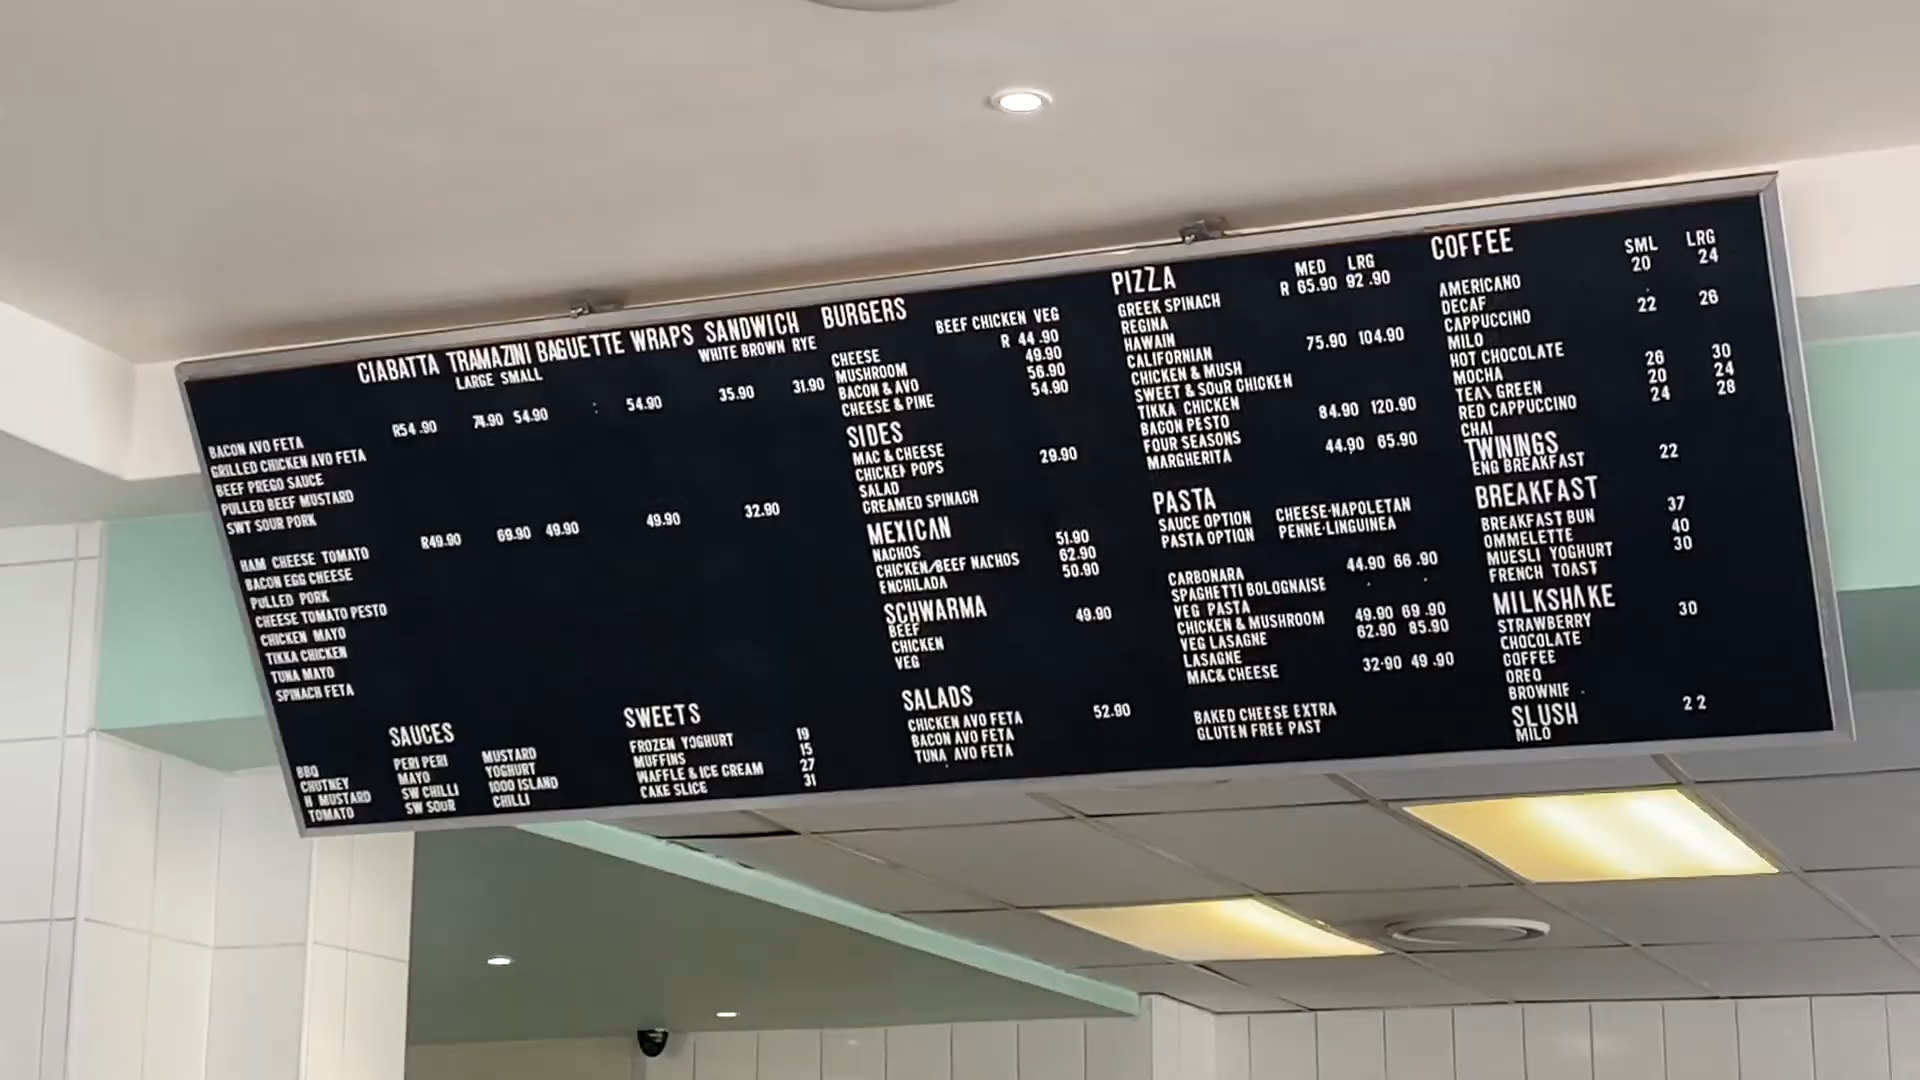 CIABATTA TRAMAZINI BAGUETTE WRAPS SANDWICH
LARGE SMALL WHITE BROWN RYE
R54.90 74.90 54.90 : 54.90 35.90 31.90
BACON AVO FETA
GRILLED CHICKEN AVO FETA
BEEF PREGO SAUCE
PULLED BEEF MUSTARD
SWT SOUR PORK
R49.90 69.90 49.90 49.90 32.90
HAM CHEESE TOMATO
BACON EGG CHEESE
PULLED PORK
CHEESE TOMATO PESTO
CHICKEN MAYO
TIKKA CHICKEN
TUNA MAYO
SPINACH FETA
SAUCES
BBQ PERI PERI MUSTARD
CHUTNEY MAYO YOGHURT
H MUSTARD SW CHILLI 1000 ISLAND
TOMATO SW SOUR CHILLI
SWEETS
FROZEN YOGHURT 19
MUFFINS 15
WAFFLE & ICE CREAM 27
CAKE SLICE 31
BURGERS
BEEF CHICKEN VEG
CHEESE R 44.90
MUSHROOM 49.90
BACON & AVO 56.90
CHEESE & PINE 54.90
SIDES
MAC & CHEESE 29.90
CHICKEN POPS
SALAD
CREAMED SPINACH
MEXICAN
NACHOS 51.90
CHICKEN/BEEF NACHOS 62.90
ENCHILADA 50.90
SCHWARMA
BEEF 49.90
CHICKEN
VEG
SALADS
CHICKEN AVO FETA 52.90
BACON AVO FETA
TUNA AVO FETA
PIZZA
MED LRG
GREEK SPINACH R 65.90 92.90
REGINA
HAWAIN
CALIFORNIAN 75.90 104.90
CHICKEN & MUSH
SWEET & SOUR CHICKEN
TIKKA CHICKEN
BACON PESTO 84.90 120.90
FOUR SEASONS
MARGHERITA 44.90 65.90
PASTA
SAUCE OPTION CHEESE-NAPOLETAN
PASTA OPTION PENNE-LINGUINEA
CARBONARA 44.90 66.90
SPAGHETTI BOLOGNAISE
VEG PASTA
CHICKEN & MUSHROOM 49.90 69.90
VEG LASAGNE 62.90 85.90
LASAGNE
MAC& CHEESE 32.90 49.90
BAKED CHEESE EXTRA
GLUTEN FREE PAST
COFFEE
SML LRG
AMERICANO 20 24
DECAF
CAPPUCCINO 22 26
MILO
HOT CHOCOLATE
MOCHA 26 30
TEA\ GREEN 20 24
RED CAPPUCCINO 24 28
CHAI
TWININGS
ENG BREAKFAST 22
BREAKFAST
BREAKFAST BUN 37
OMMELETTE 40
MUESLI YOGHURT 30
FRENCH TOAST
MILKSHAKE
STRAWBERRY 30
CHOCOLATE
COFFEE
OREO
BROWNIE
SLUSH 22
MILO